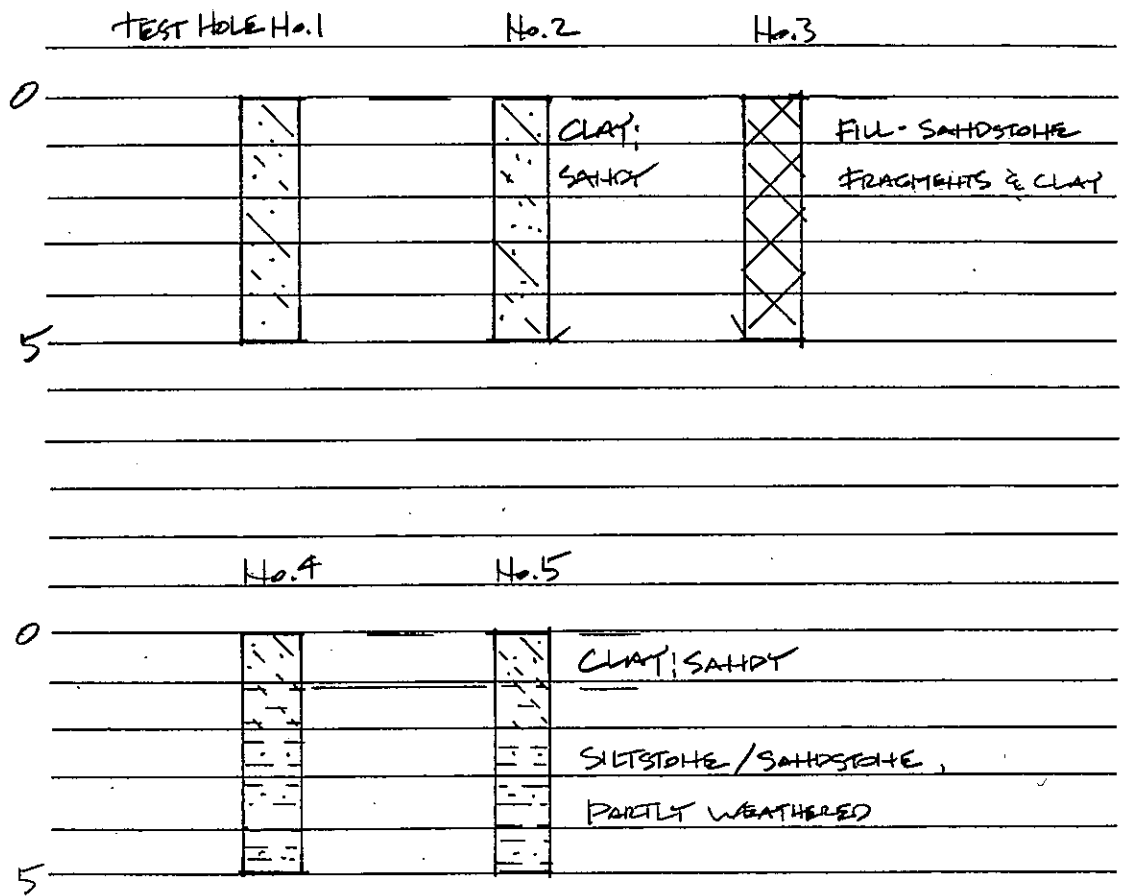 TEST HOLE No.1 No.2 No.3
0
CLAY; FILL - SANDSTONE
SANDY FRAGMENTS & CLAY
5
No.4 No.5
0
CLAY; SANDY
SILTSTONE / SANDSTONE,
PARTLY WEATHERED
5